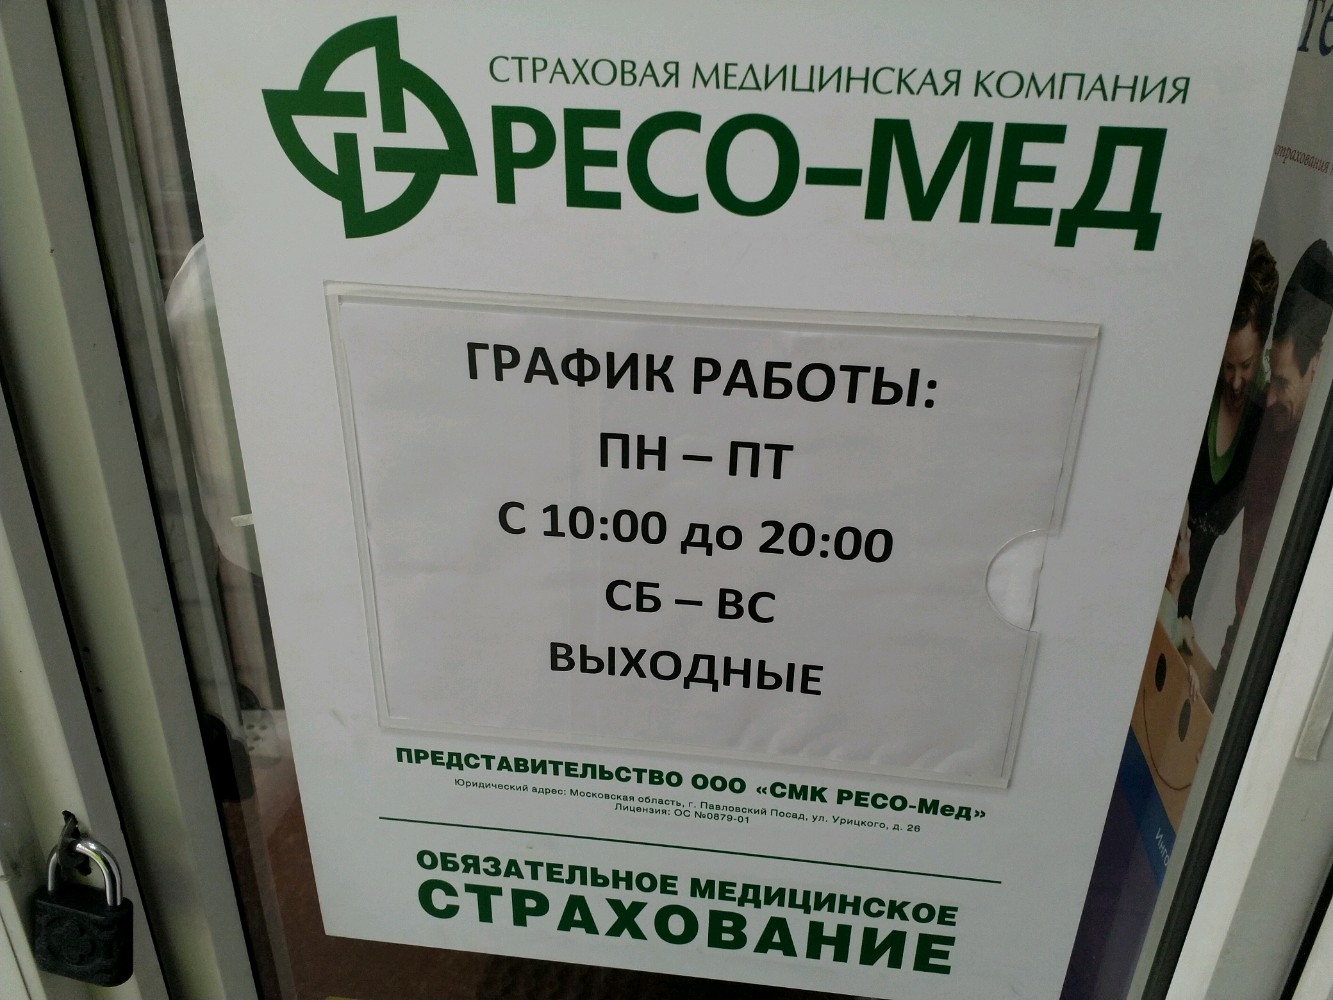 СТРАХОВАЯ МЕДИЦИНСКАЯ КОМПАНИЯ
РЕСО-МЕД
ГРАФИК РАБОТЫ:
ПН – ПТ
С 10:00 до 20:00
СБ – ВС
ВЫХОДНЫЕ
ПРЕДСТАВИТЕЛЬСТВО ООО «СМК РЕСО-Мед»
Юридический адрес: Московская область, г. Павловский Посад, ул. Урицкого, д. 26
Лицензия: ОС №0879-01
ОБЯЗАТЕЛЬНОЕ МЕДИЦИНСКОЕ
СТРАХОВАНИЕ